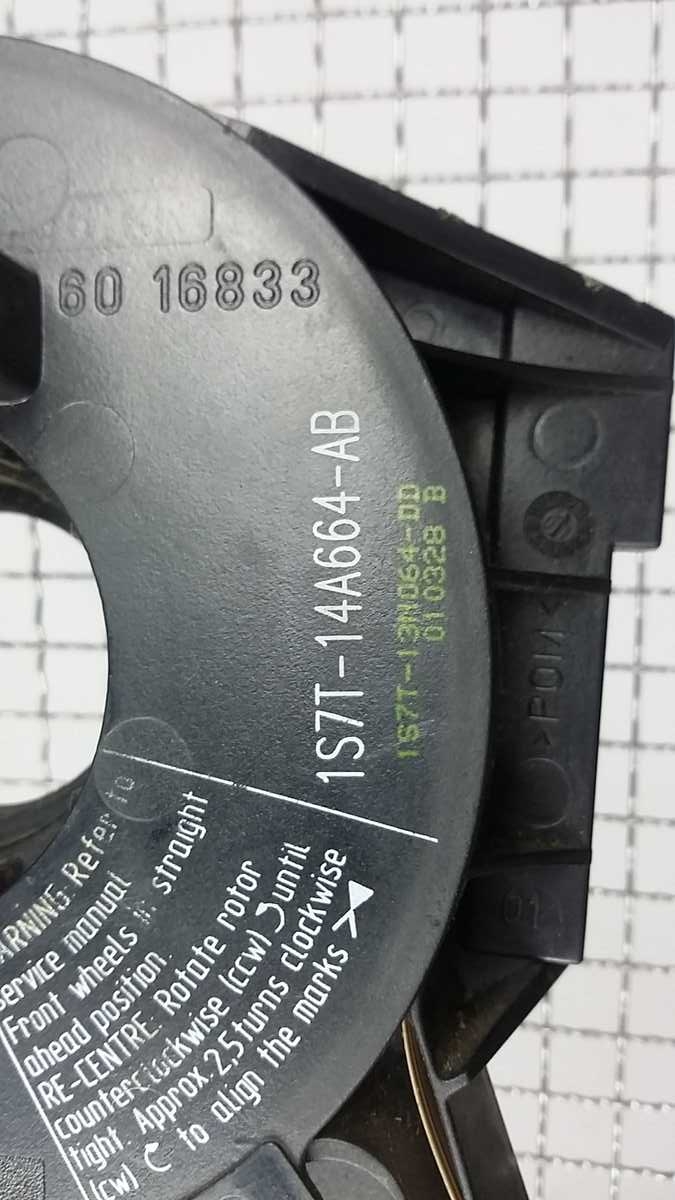 60 16833
1S7T-14A664-AB
1S7T-13N064-DD
010328 B
>POM<
011
ARNING: Refer to
service manual
Front wheels in straight
ahead position.
RE-CENTRE: Rotate rotor
counterclockwise (ccw) until
tight. Approx. 2.5 turns clockwise
(cw) to align the marks